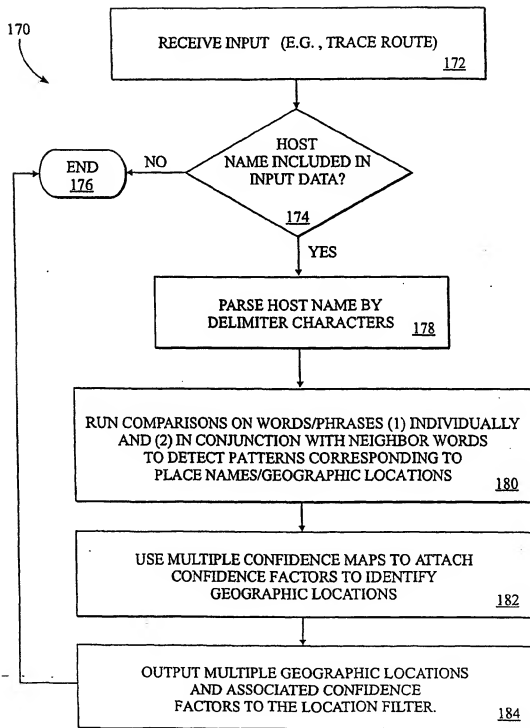 170
RECEIVE INPUT (E.G. , TRACE ROUTE)
172
HOST
NAME INCLUDED IN
INPUT DATA?
174
NO
END
176
YES
PARSE HOST NAME BY
DELIMITER CHARACTERS
178
RUN COMPARISONS ON WORDS/PHRASES (1) INDIVIDUALLY
AND (2) IN CONJUNCTION WITH NEIGHBOR WORDS
TO DETECT PATTERNS CORRESPONDING TO
PLACE NAMES/GEOGRAPHIC LOCATIONS
180
USE MULTIPLE CONFIDENCE MAPS TO ATTACH
CONFIDENCE FACTORS TO IDENTIFY
GEOGRAPHIC LOCATIONS
182
OUTPUT MULTIPLE GEOGRAPHIC LOCATIONS
AND ASSOCIATED CONFIDENCE
FACTORS TO THE LOCATION FILTER.
184